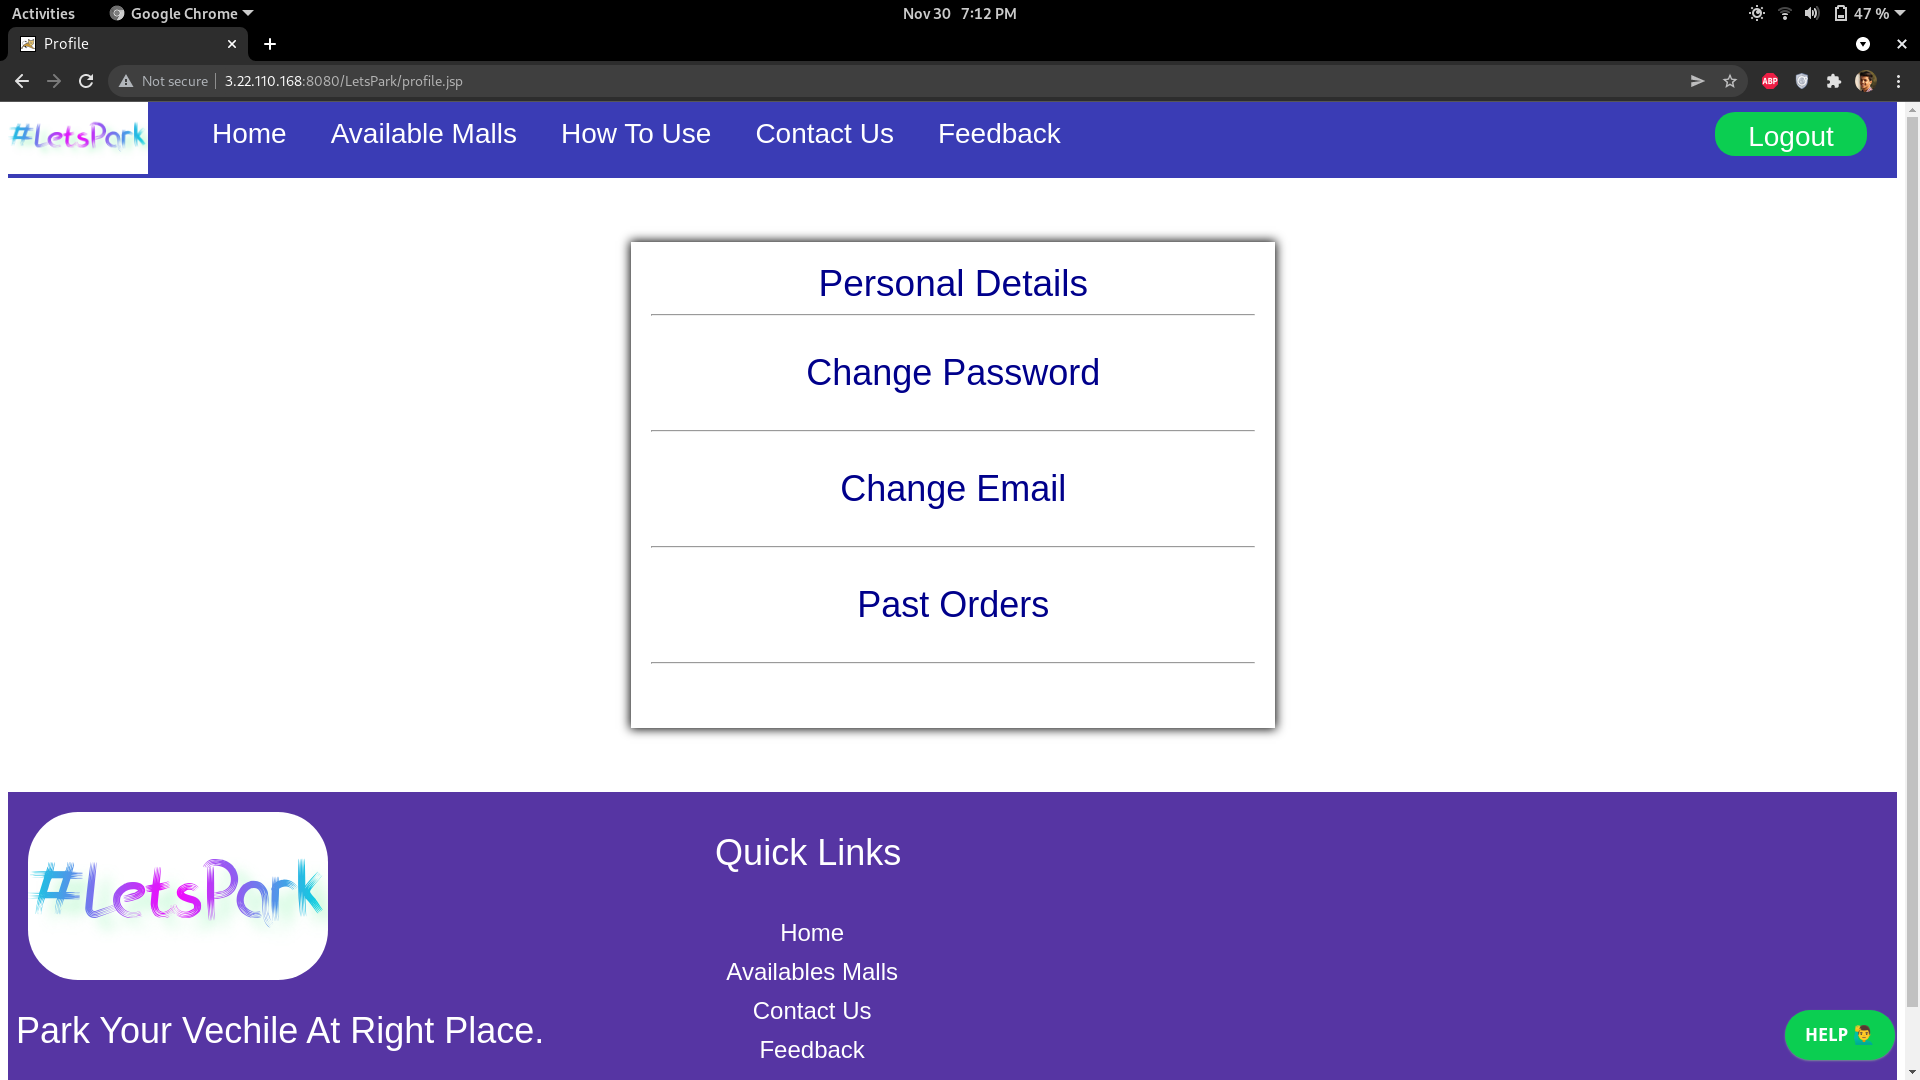 Activities Google Chrome Nov 30 7:12 PM 47 %
Profile
Not secure 3.22.110.168:8080/LetsPark/profile.jsp ABP
#LetsPark Home Available Malls How To Use Contact Us Feedback Logout
Personal Details
Change Password
Change Email
Past Orders
#LetsPark
Park Your Vechile At Right Place.
Quick Links
Home
Availables Malls
Contact Us
Feedback
HELP